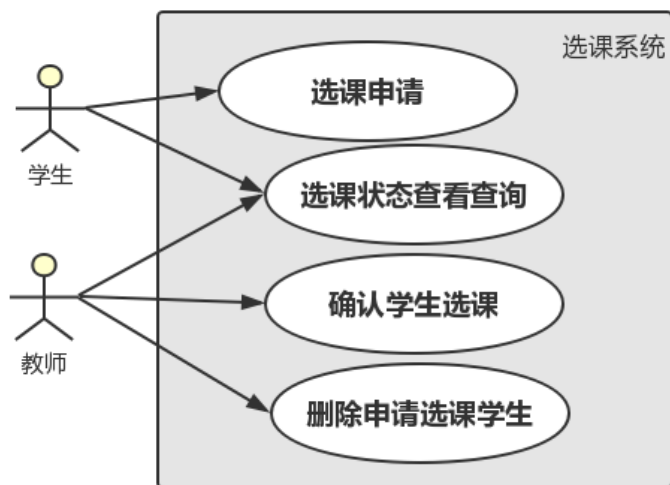 选课系统
选课申请
学生
选课状态查看查询
确认学生选课
教师
删除申请选课学生